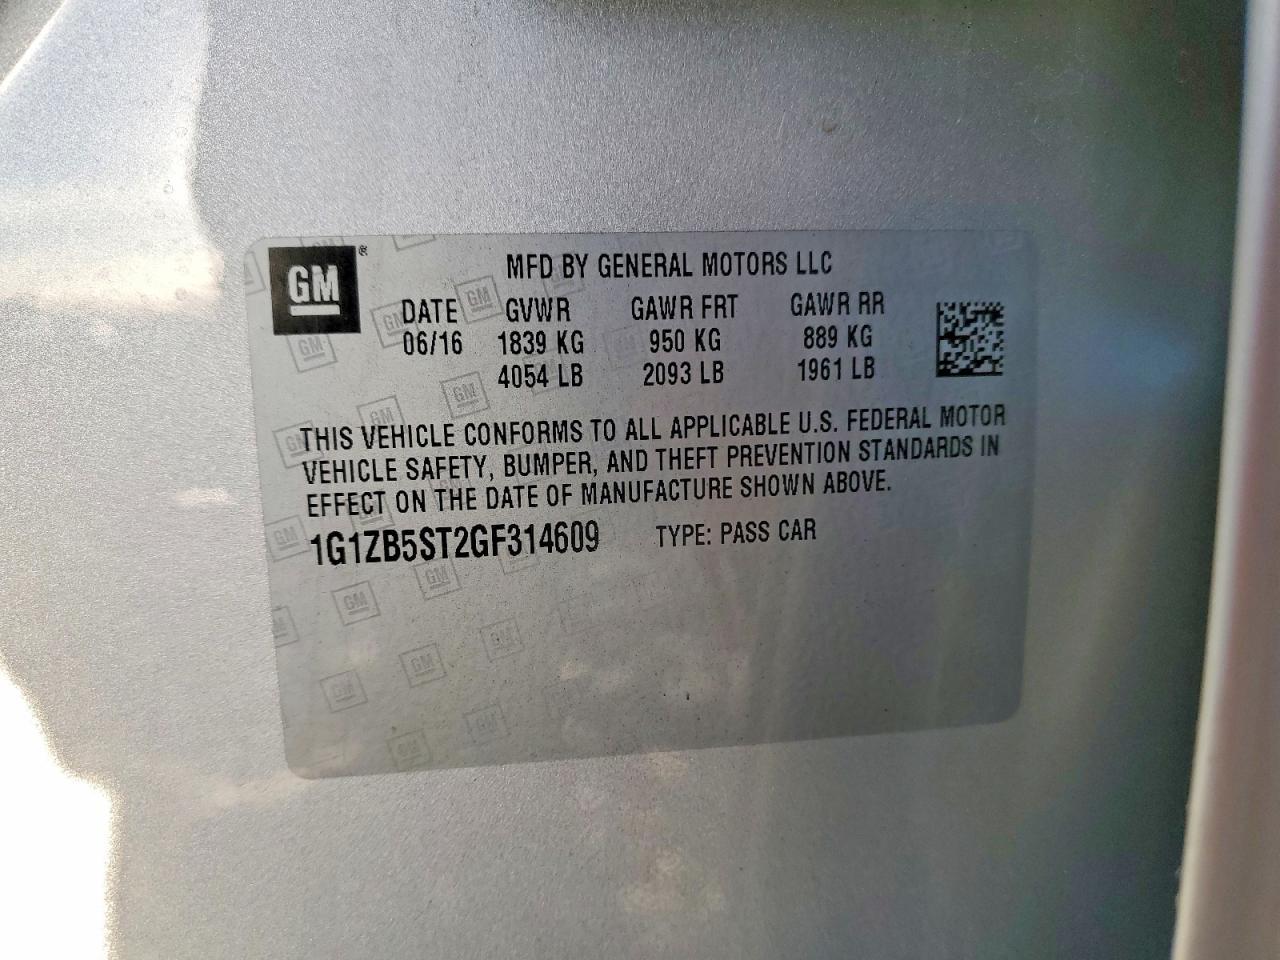 GM ®
MFD BY GENERAL MOTORS LLC
DATE GVWR GAWR FRT GAWR RR
06/16 1839 KG 950 KG 889 KG
4054 LB 2093 LB 1961 LB
THIS VEHICLE CONFORMS TO ALL APPLICABLE U.S. FEDERAL MOTOR
VEHICLE SAFETY, BUMPER, AND THEFT PREVENTION STANDARDS IN
EFFECT ON THE DATE OF MANUFACTURE SHOWN ABOVE.
1G1ZB5ST2GF314609 TYPE: PASS CAR